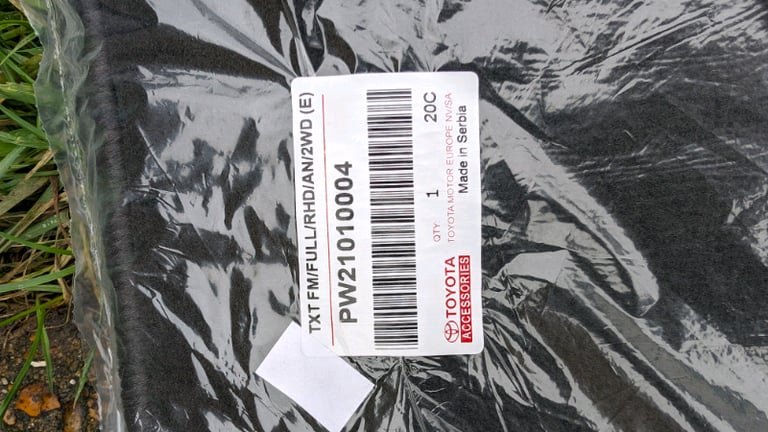 TXT FM/FULL/RHD/AN/2WD (E)
PW21010004
QTY 1 20C
TOYOTA MOTOR EUROPE NV/SA
TOYOTA
ACCESSORIES
Made in Serbia